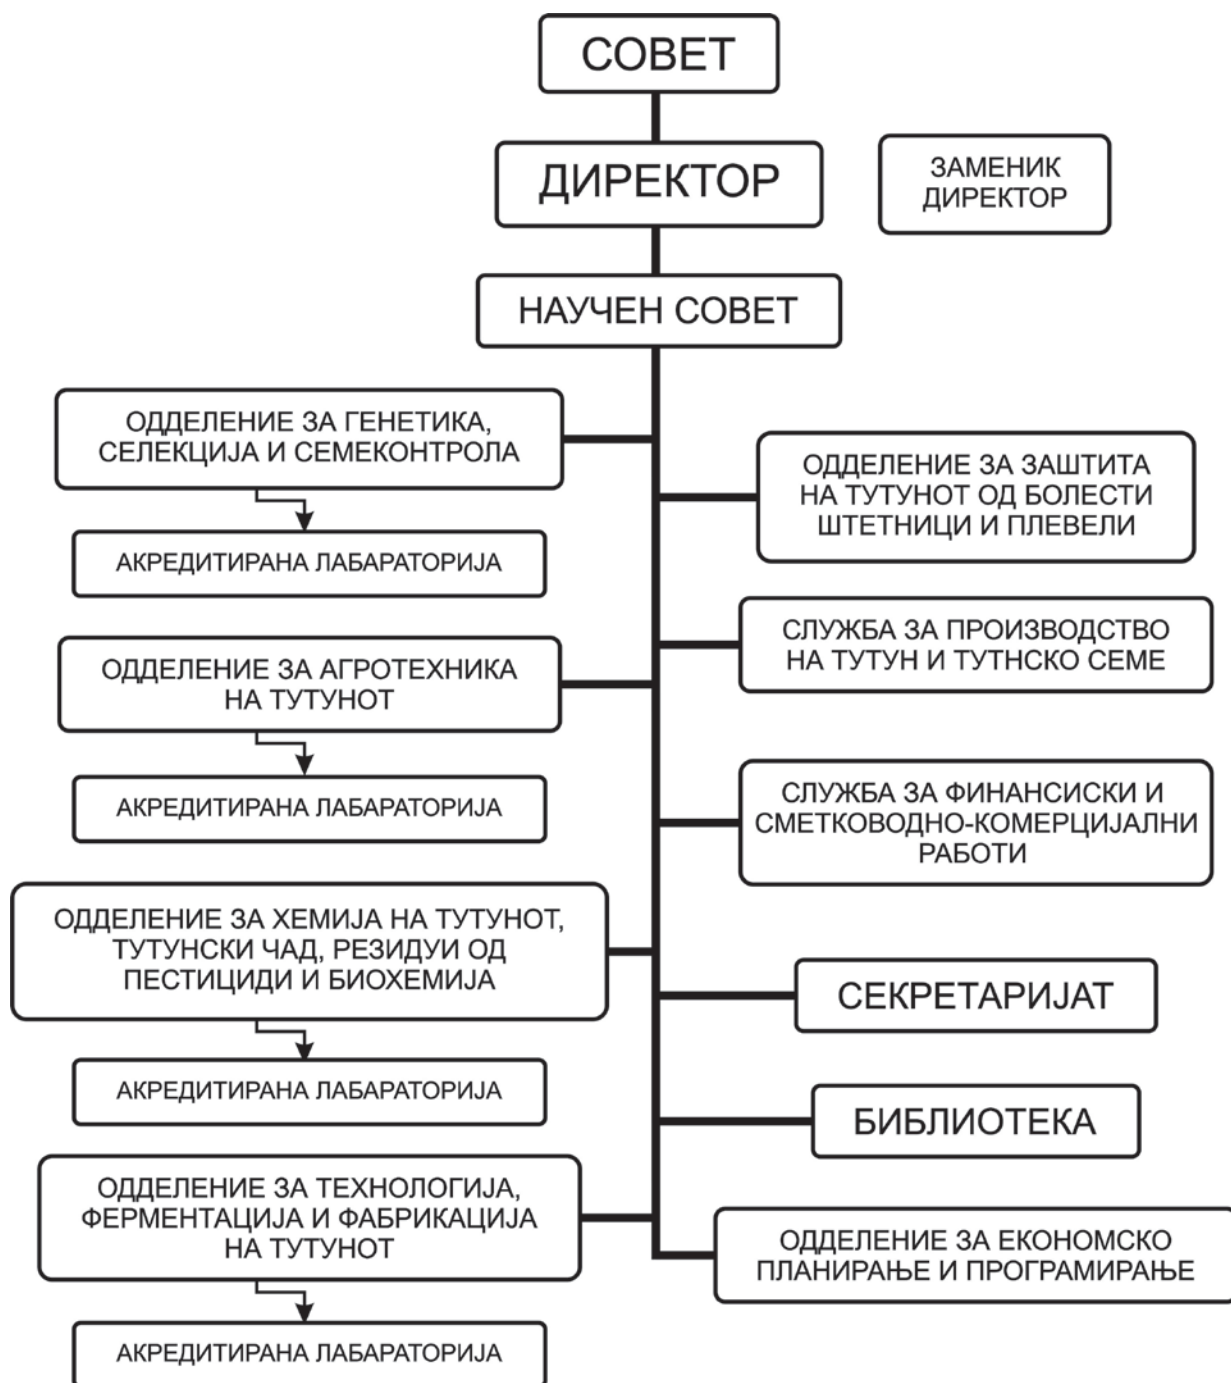 СОВЕТ
ДИРЕКТОР
ЗАМЕНИК
ДИРЕКТОР
НАУЧЕН СОВЕТ
ОДДЕЛЕНИЕ ЗА ГЕНЕТИКА,
СЕЛЕКЦИЈА И СЕМЕКОНТРОЛА
АКРЕДИТИРАНА ЛАБАРАТОРИЈА
ОДДЕЛЕНИЕ ЗА АГРОТЕХНИКА
НА ТУТУНОТ
АКРЕДИТИРАНА ЛАБАРАТОРИЈА
ОДДЕЛЕНИЕ ЗА ХЕМИЈА НА ТУТУНОТ,
ТУТУНСКИ ЧАД, РЕЗИДУИ ОД
ПЕСТИЦИДИ И БИОХЕМИЈА
АКРЕДИТИРАНА ЛАБАРАТОРИЈА
ОДДЕЛЕНИЕ ЗА ТЕХНОЛОГИЈА,
ФЕРМЕНТАЦИЈА И ФАБРИКАЦИЈА
НА ТУТУНОТ
АКРЕДИТИРАНА ЛАБАРАТОРИЈА
ОДДЕЛЕНИЕ ЗА ЗАШТИТА
НА ТУТУНОТ ОД БОЛЕСТИ
ШТЕТНИЦИ И ПЛЕВЕЛИ
СЛУЖБА ЗА ПРОИЗВОДСТВО
НА ТУТУН И ТУТНСКО СЕМЕ
СЛУЖБА ЗА ФИНАНСИСКИ И
СМЕТКОВОДНО-КОМЕРЦИЈАЛНИ
РАБОТИ
СЕКРЕТАРИЈАТ
БИБЛИОТЕКА
ОДДЕЛЕНИЕ ЗА ЕКОНОМСКО
ПЛАНИРАЊЕ И ПРОГРАМИРАЊЕ